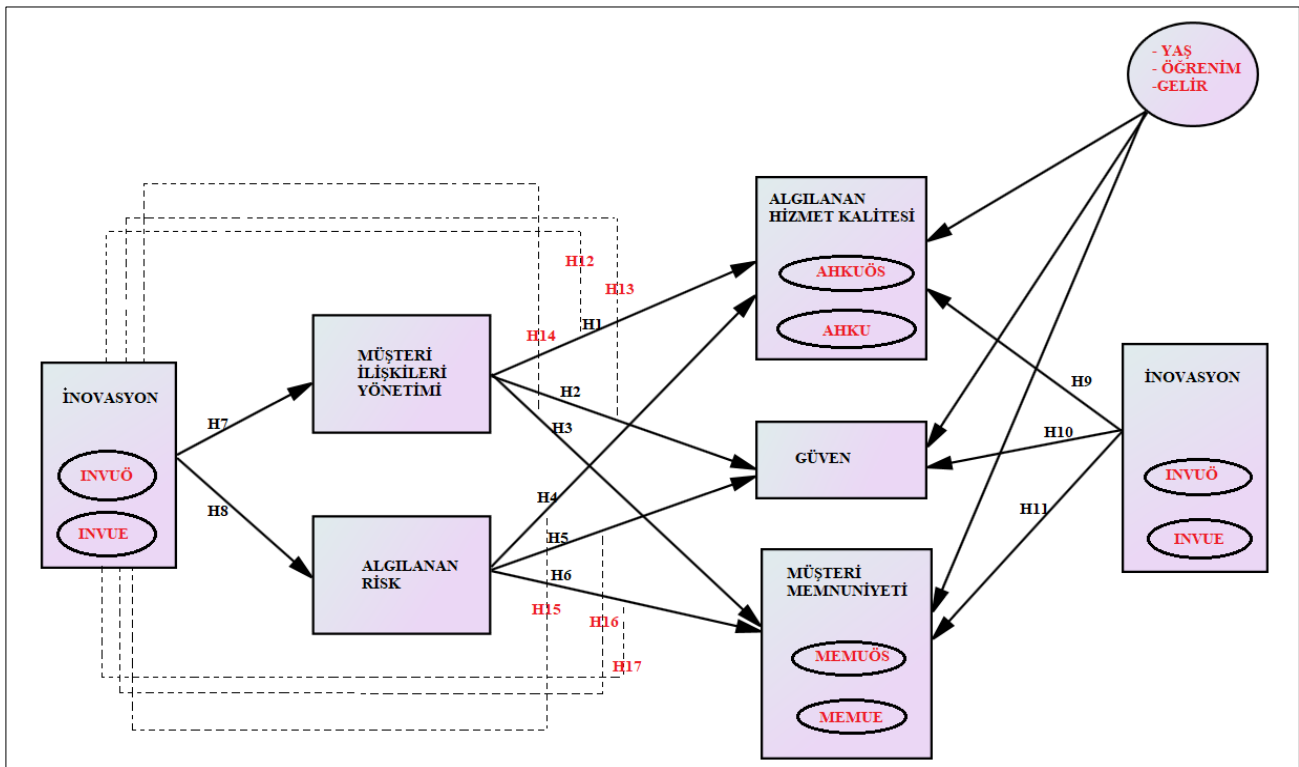 - YAŞ
- ÖĞRENİM
-GELİR
ALGILANAN
HİZMET KALİTESİ
AHKUÖS
AHKU
H12
H13
H1
H14
MÜŞTERİ
İLİŞKİLERİ
YÖNETİMİ
İNOVASYON
INVUÖ
INVUE
H7
H8
H2
H3
H9
H10
H11
GÜVEN
İNOVASYON
INVUÖ
INVUE
H4
H5
H6
ALGILANAN
RİSK
H15
H16
H17
MÜŞTERİ
MEMNUNİYETİ
MEMUÖS
MEMUE